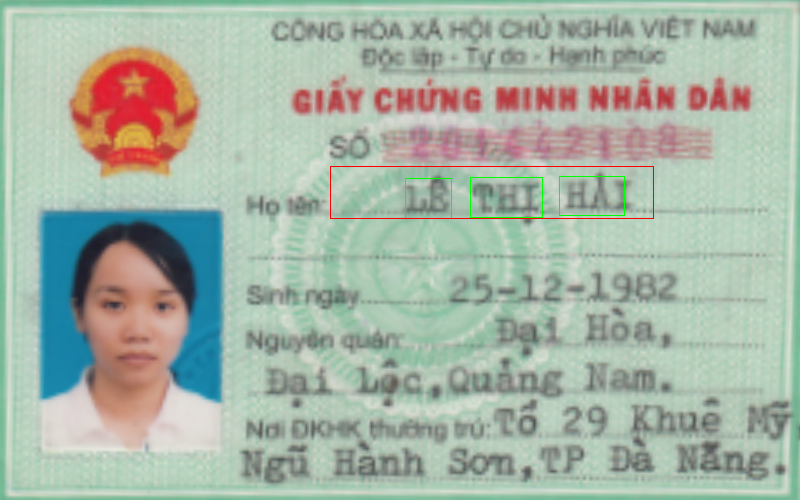 CỘNG HÒA XÃ HỘI CHỦ NGHĨA VIỆT NAM
Độc lập - Tự do - Hạnh phúc
GIẤY CHỨNG MINH NHÂN DÂN
SỐ
Họ tên: LÊ THỊ HẢI
Sinh ngày 25-12-1982
Nguyên quán: Đại Hòa,
Đại Lộc, Quảng Nam.
Nơi ĐKHK thường trú: Tổ 29 Khuê Mỹ,
Ngũ Hành Sơn, TP Đà Nẵng.